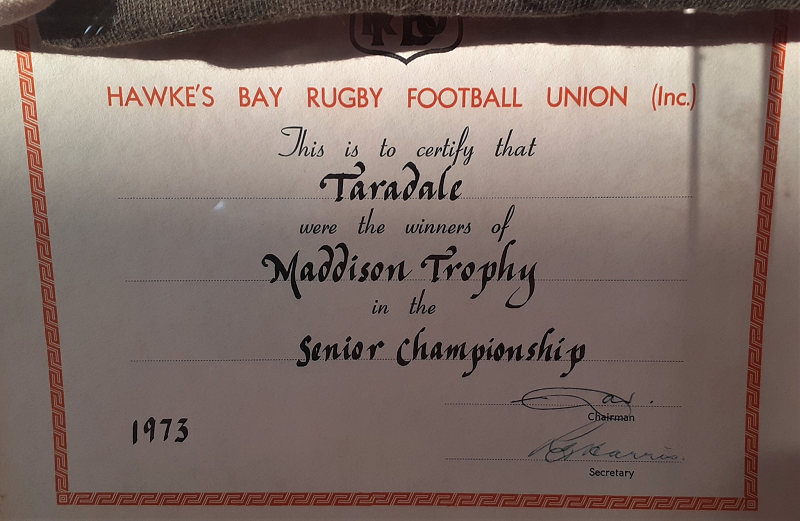 HAWKE'S BAY RUGBY FOOTBALL UNION (Inc.)
This is to certify that
Taradale
were the winners of
Maddison Trophy
in the
Senior Championship
1973
Chairman
Secretary